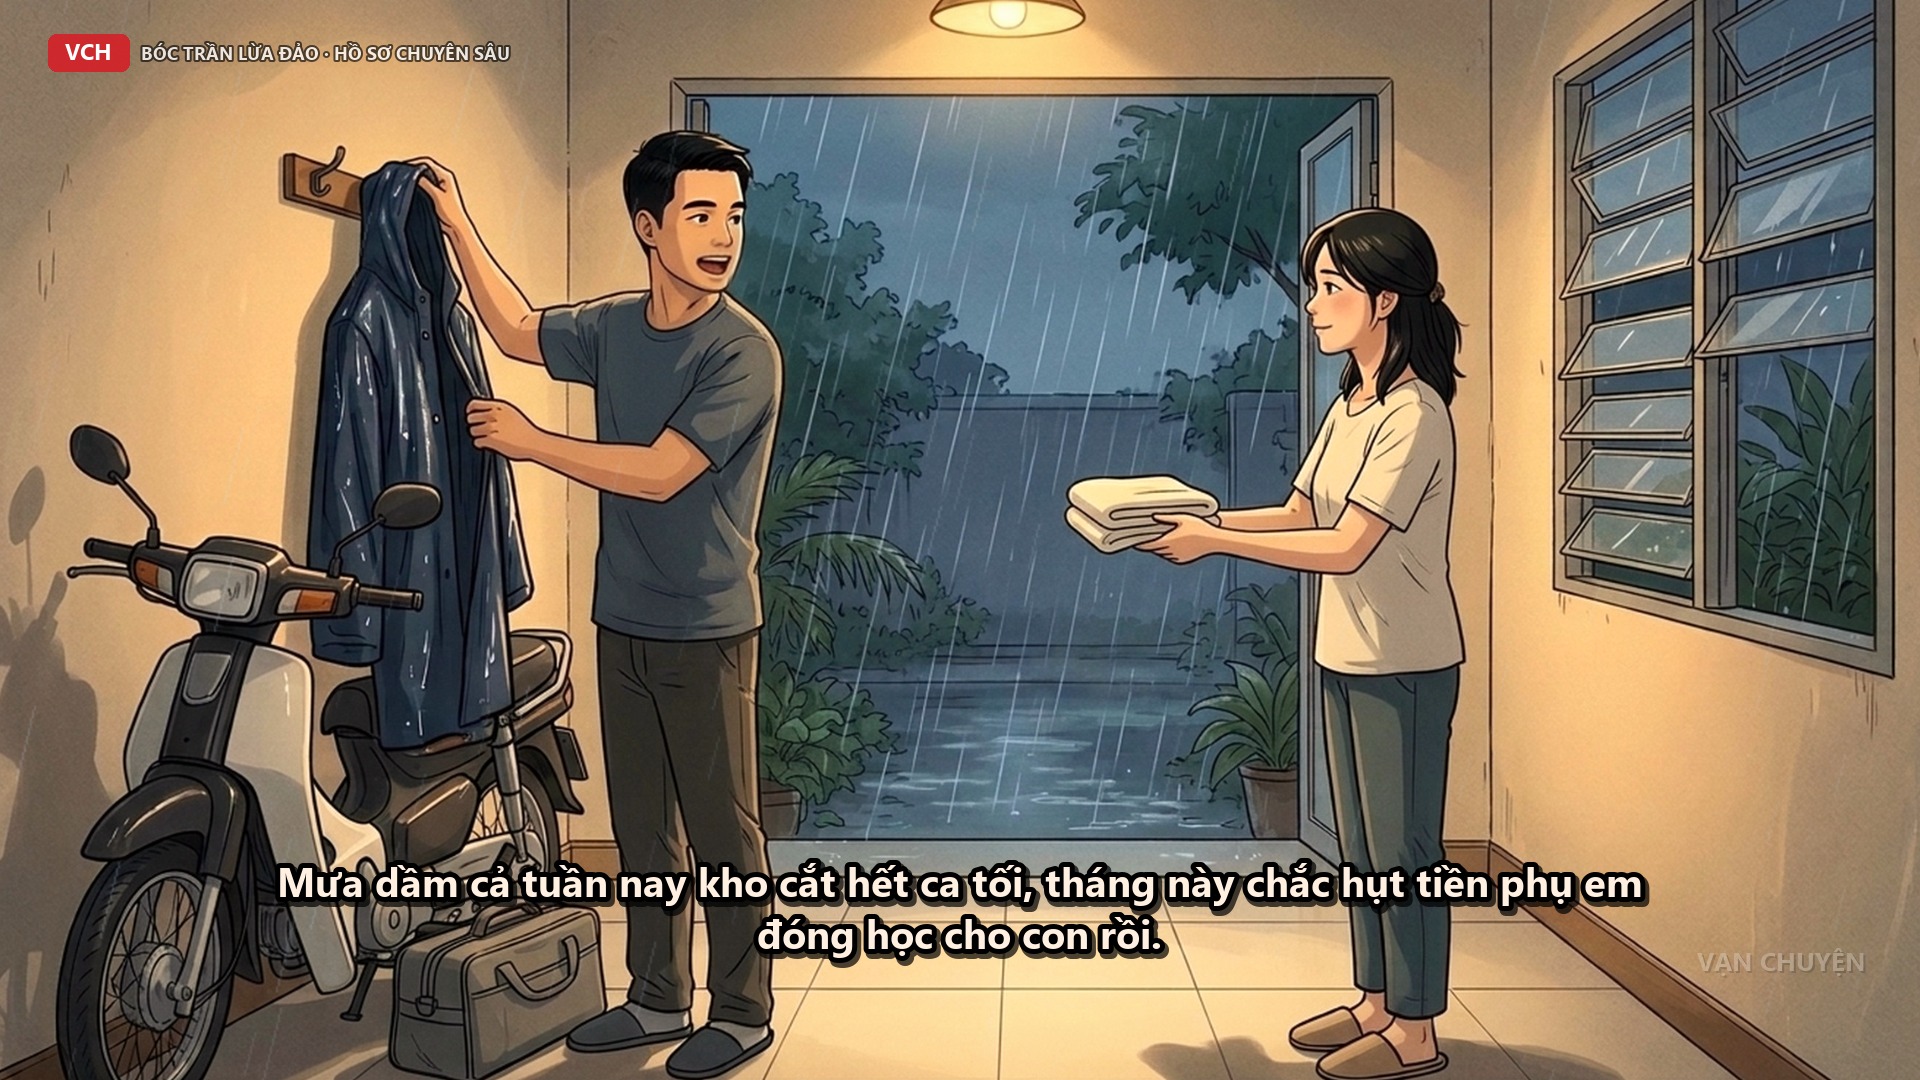 VCH BÓC TRẦN LỪA ĐẢO · HỒ SƠ CHUYÊN SÂU
Mưa dầm cả tuần nay kho cắt hết ca tối, tháng này chắc hụt tiền phụ em
đóng học cho con rồi.
VẠN CHUYỆN